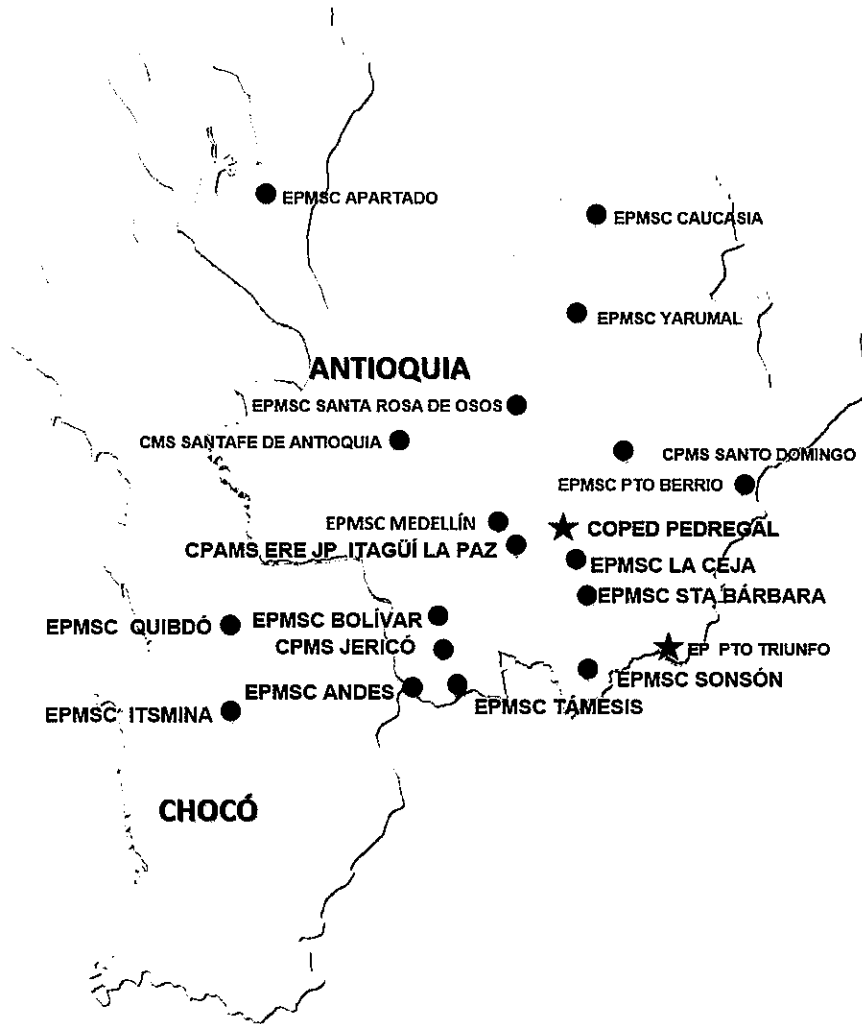 EPMSC APARTADO
EPMSC CAUCASIA
EPMSC YARUMAL
ANTIOQUIA
EPMSC SANTA ROSA DE OSOS
CMS SANTAFE DE ANTIOQUIA
CPMS SANTO DOMINGO
EPMSC PTO BERRIO
EPMSC MEDELLÍN
COPED PEDREGAL
CPAMS ERE JP ITAGÜÍ LA PAZ
EPMSC LA CEJA
EPMSC STA BÁRBARA
EPMSC BOLÍVAR
EPMSC QUIBDÓ
CPMS JERICÓ
EP PTO TRIUNFO
EPMSC SONSÓN
EPMSC ANDES
EPMSC TÁMESIS
EPMSC ITSMINA
CHOCÓ